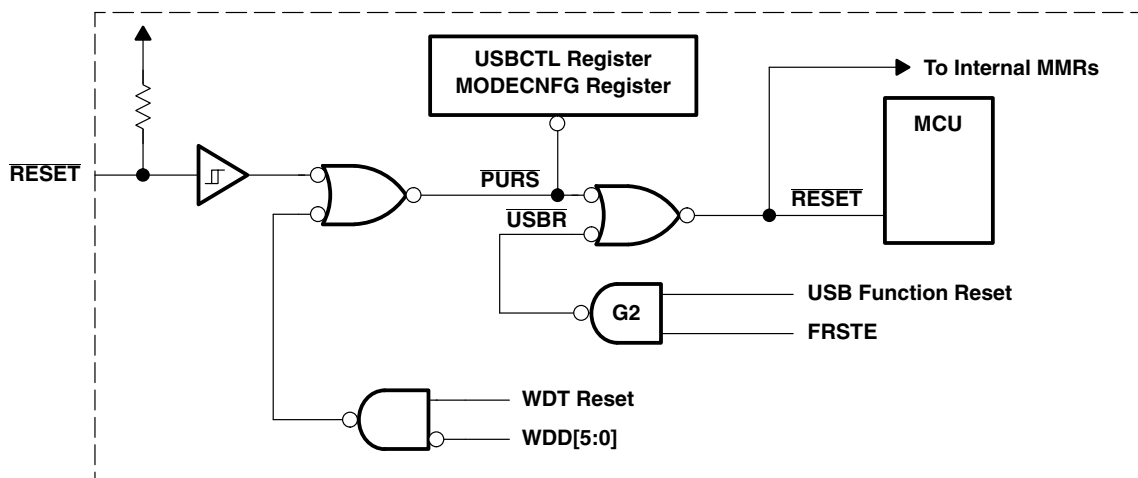 USBCTL Register
MODECNFG Register
To Internal MMRs
MCU
RESET
PURS
RESET
USBR
USB Function Reset
G2
FRSTE
WDT Reset
WDD[5:0]